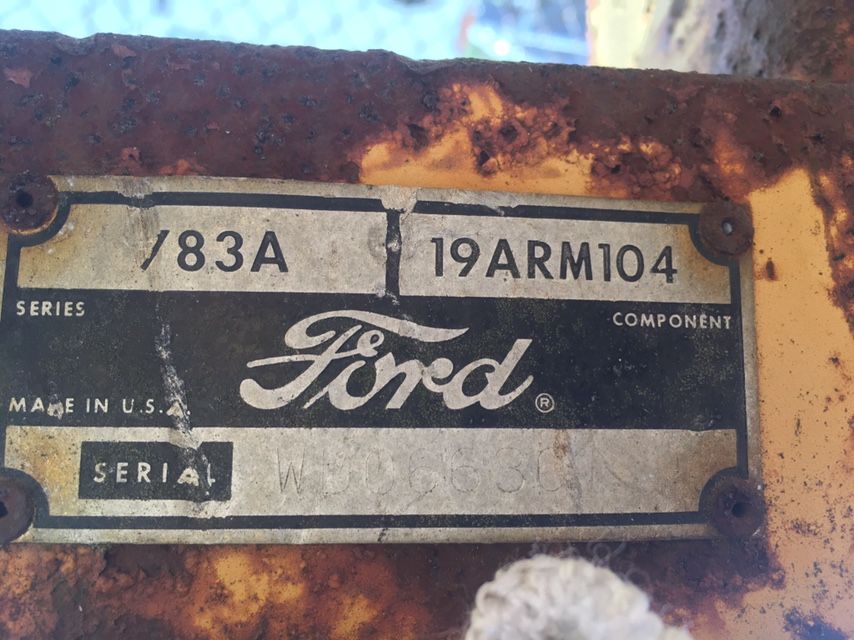 /83A 19ARM104
SERIES COMPONENT
Ford ®
MADE IN U.S.A
SERIAL